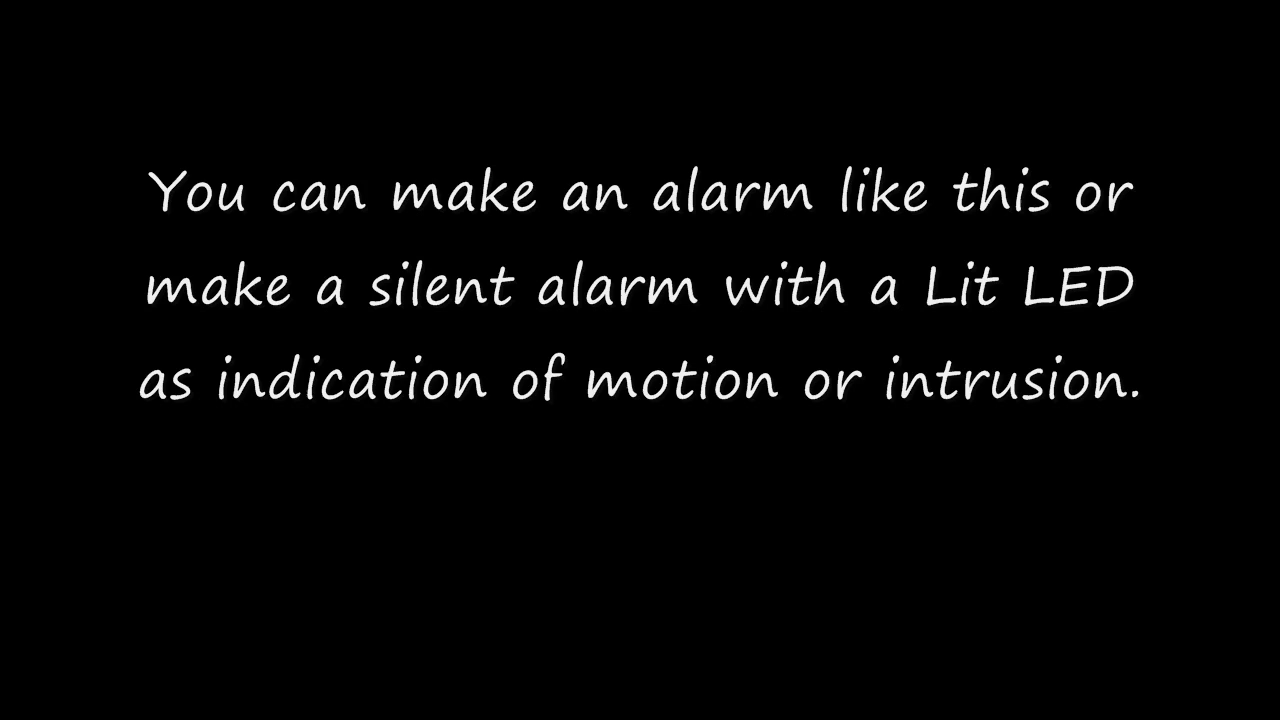 You can make an alarm like this or
make a silent alarm with a Lit LED
as indication of motion or intrusion.